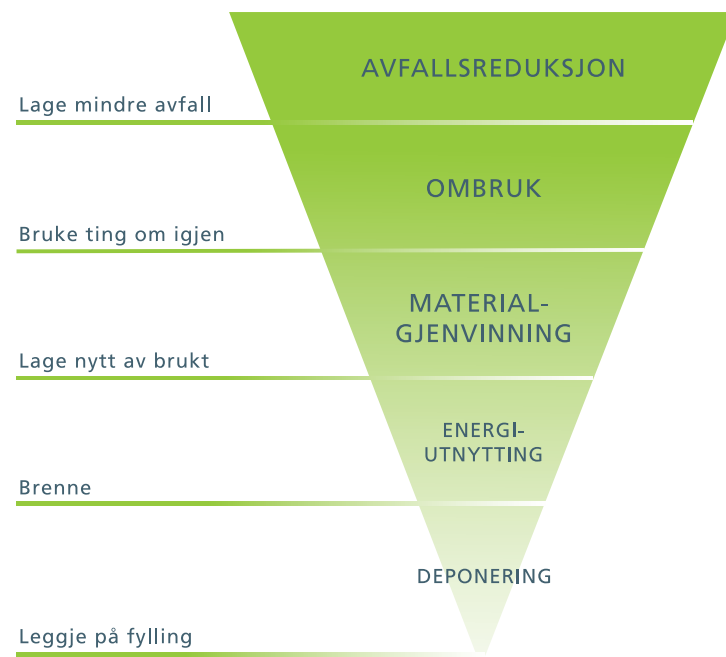 AVFALLSREDUKSJON
Lage mindre avfall
OMBRUK
Bruke ting om igjen
MATERIAL-
GJENVINNING
Lage nytt av brukt
ENERGI-
UTNYTTING
Brenne
DEPONERING
Leggje på fylling